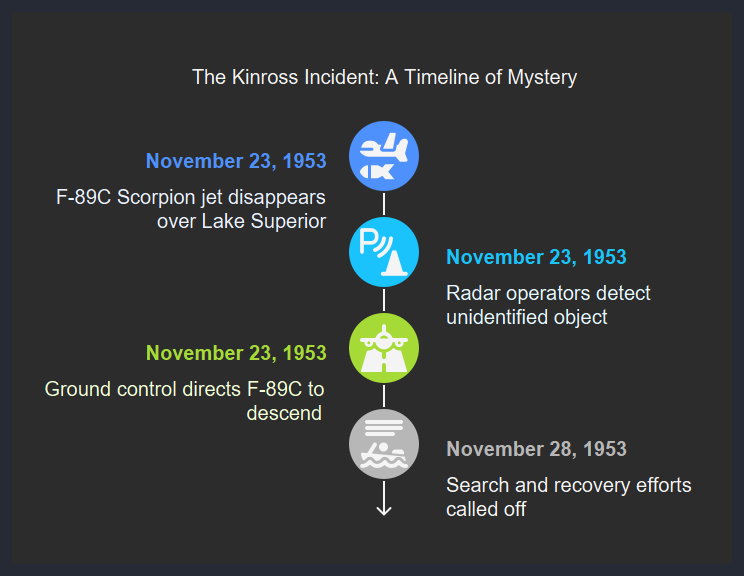 The Kinross Incident: A Timeline of Mystery
November 23, 1953
F-89C Scorpion jet disappears
over Lake Superior
P
November 23, 1953
Radar operators detect
unidentified object
November 23, 1953
Ground control directs F-89C to
descend
November 28, 1953
Search and recovery efforts
called off